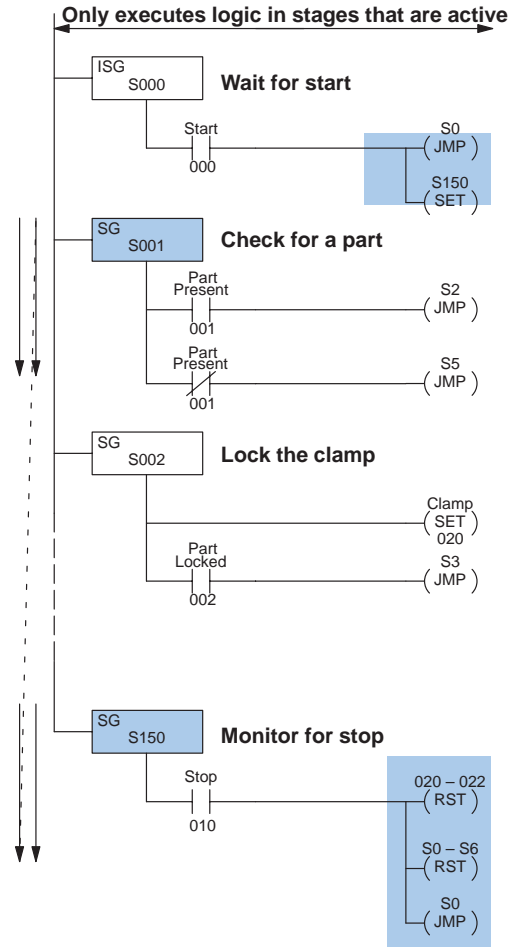 Only executes logic in stages that are active
ISG
S000
Wait for start
Start
000
S0
JMP
S150
SET
SG
S001
Check for a part
Part
Present
001
S2
JMP
Part
Present
001
S5
JMP
SG
S002
Lock the clamp
Clamp
SET
020
Part
Locked
002
S3
JMP
SG
S150
Monitor for stop
Stop
010
020 – 022
RST
S0 – S6
RST
S0
JMP